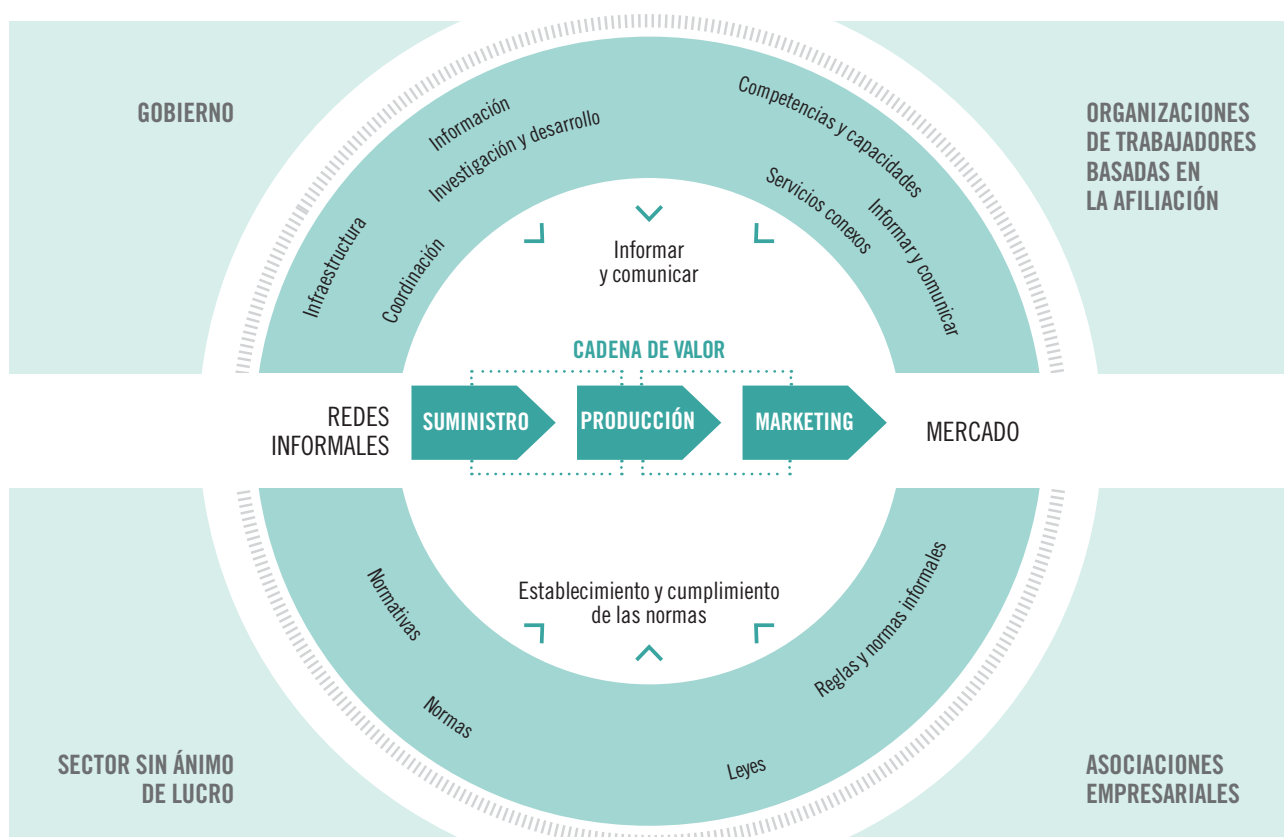 GOBIERNO
ORGANIZACIONES
DE TRABAJADORES
BASADAS EN
LA AFILIACIÓN
Información
Investigación y desarrollo
Infraestructura
Coordinación
Competencias y capacidades
Servicios conexos
Informar y comunicar
Informar
y comunicar
CADENA DE VALOR
REDES
INFORMALES
SUMINISTRO
PRODUCCIÓN
MARKETING
MERCADO
Establecimiento y cumplimiento
de las normas
Normativas
Normas
Leyes
Reglas y normas informales
SECTOR SIN ÁNIMO
DE LUCRO
ASOCIACIONES
EMPRESARIALES